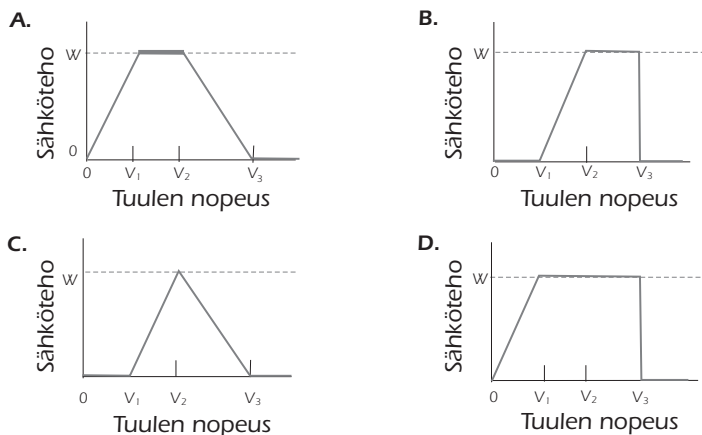 A.
Sähköteho
W
0
0 V₁ V₂ V₃
Tuulen nopeus
B.
Sähköteho
W
0 V₁ V₂ V₃
Tuulen nopeus
C.
Sähköteho
W
0 V₁ V₂ V₃
Tuulen nopeus
D.
Sähköteho
W
0 V₁ V₂ V₃
Tuulen nopeus